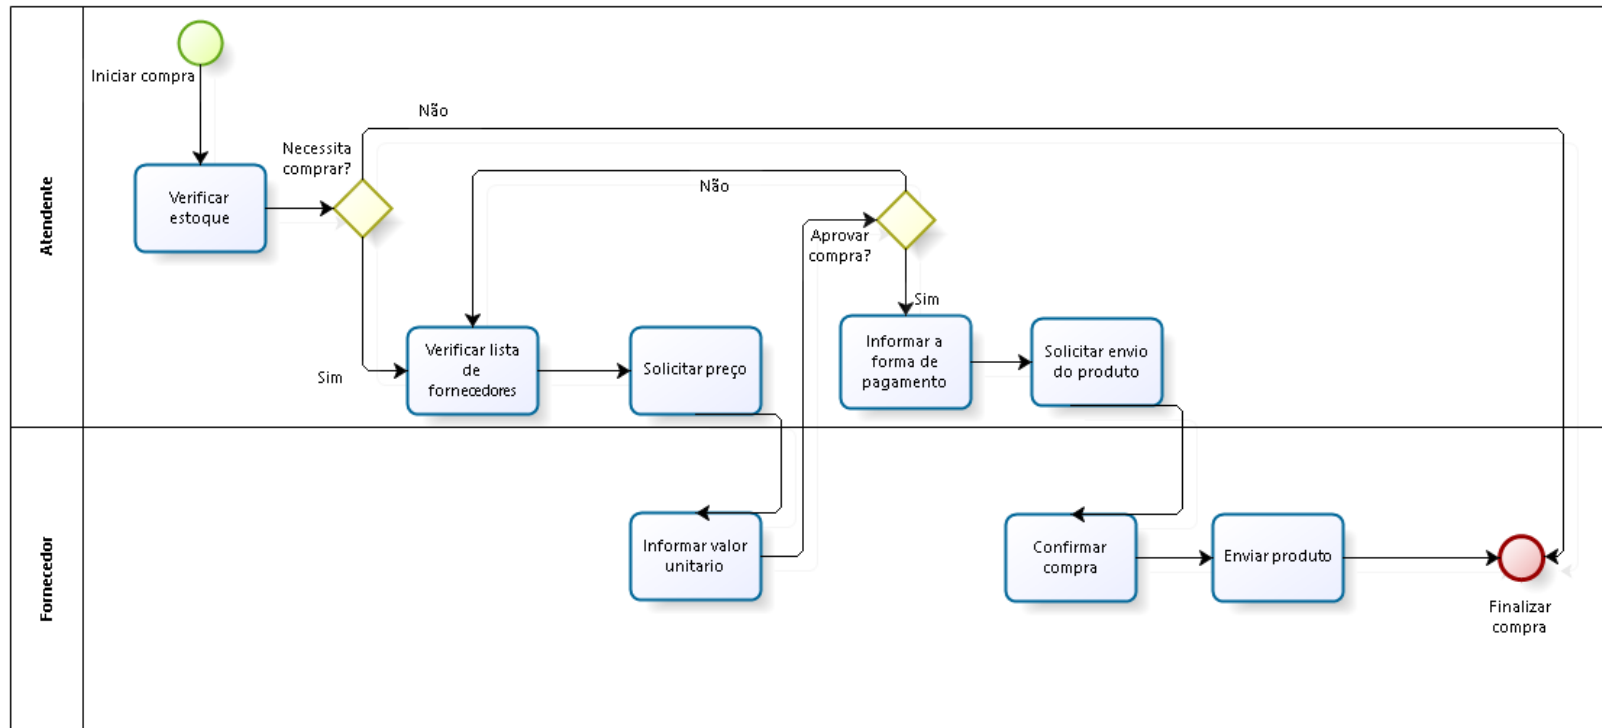 Atendente
Iniciar compra
Não
Necessita
comprar?
Verificar
estoque
Não
Aprovar
compra?
Sim
Sim
Verificar lista
de
fornecedores
Solicitar preço
Informar a
forma de
pagamento
Solicitar envio
do produto
Fornecedor
Informar valor
unitario
Confirmar
compra
Enviar produto
Finalizar
compra